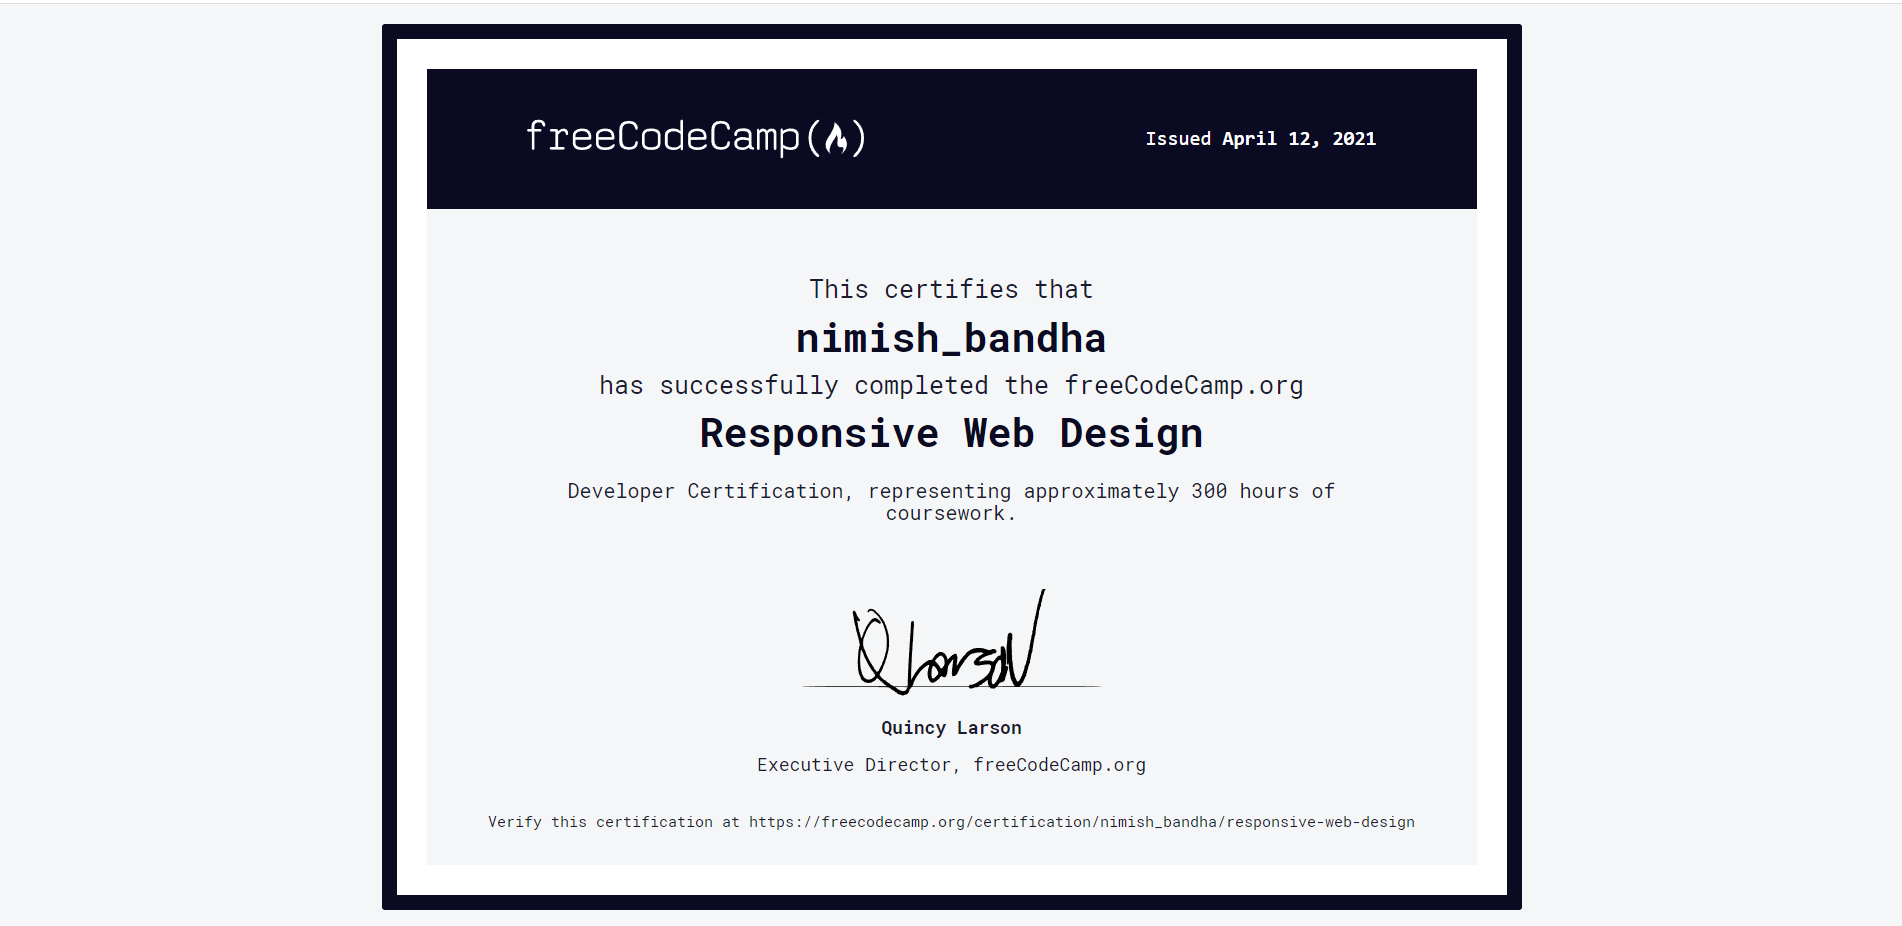 freeCodeCamp(🔥)
Issued April 12, 2021
This certifies that
nimish_bandha
has successfully completed the freeCodeCamp.org
Responsive Web Design
Developer Certification, representing approximately 300 hours of
coursework.
Q Larson
Quincy Larson
Executive Director, freeCodeCamp.org
Verify this certification at https://freecodecamp.org/certification/nimish_bandha/responsive-web-design